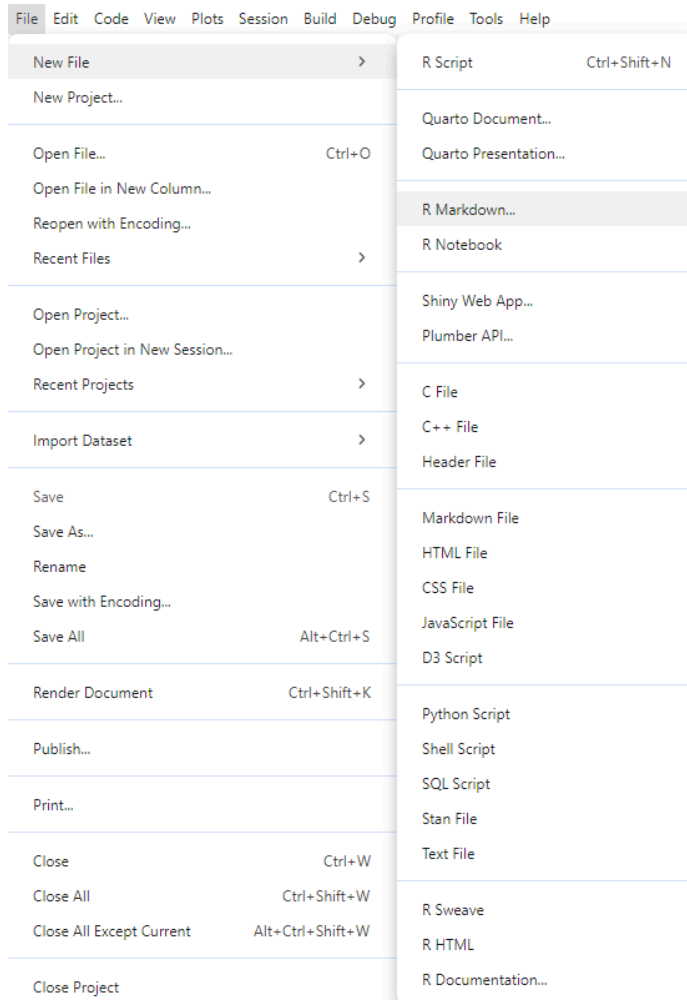 File Edit Code View Plots Session Build Debug Profile Tools Help
New File
New Project...
Open File... Ctrl+O
Open File in New Column...
Reopen with Encoding...
Recent Files
Open Project...
Open Project in New Session...
Recent Projects
Import Dataset
Save Ctrl+S
Save As...
Rename
Save with Encoding...
Save All Alt+Ctrl+S
Render Document Ctrl+Shift+K
Publish...
Print...
Close Ctrl+W
Close All Ctrl+Shift+W
Close All Except Current Alt+Ctrl+Shift+W
Close Project
R Script Ctrl+Shift+N
Quarto Document...
Quarto Presentation...
R Markdown...
R Notebook
Shiny Web App...
Plumber API...
C File
C++ File
Header File
Markdown File
HTML File
CSS File
JavaScript File
D3 Script
Python Script
Shell Script
SQL Script
Stan File
Text File
R Sweave
R HTML
R Documentation...